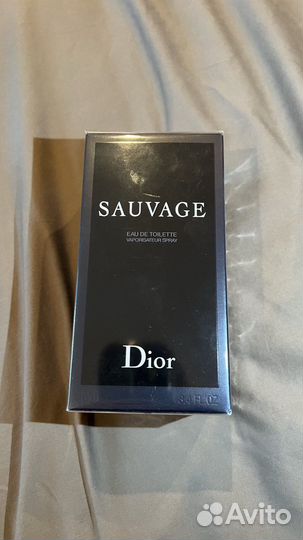 SAUVAGE
EAU DE TOILETTE
VAPORISATEUR SPRAY
Dior
3.4 FL.OZ
Avito